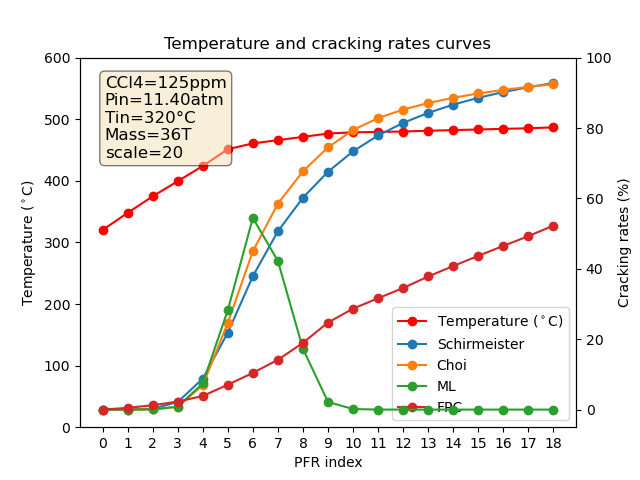 Temperature and cracking rates curves
CCl4=125ppm
Pin=11.40atm
Tin=320°C
Mass=36T
scale=20
Temperature (°C)
600
500
400
300
200
100
0
100
80
60
40
20
0
Cracking rates (%)
Temperature (°C)
Schirmeister
Choi
ML
EPC
0 1 2 3 4 5 6 7 8 9 10 11 12 13 14 15 16 17 18
PFR index